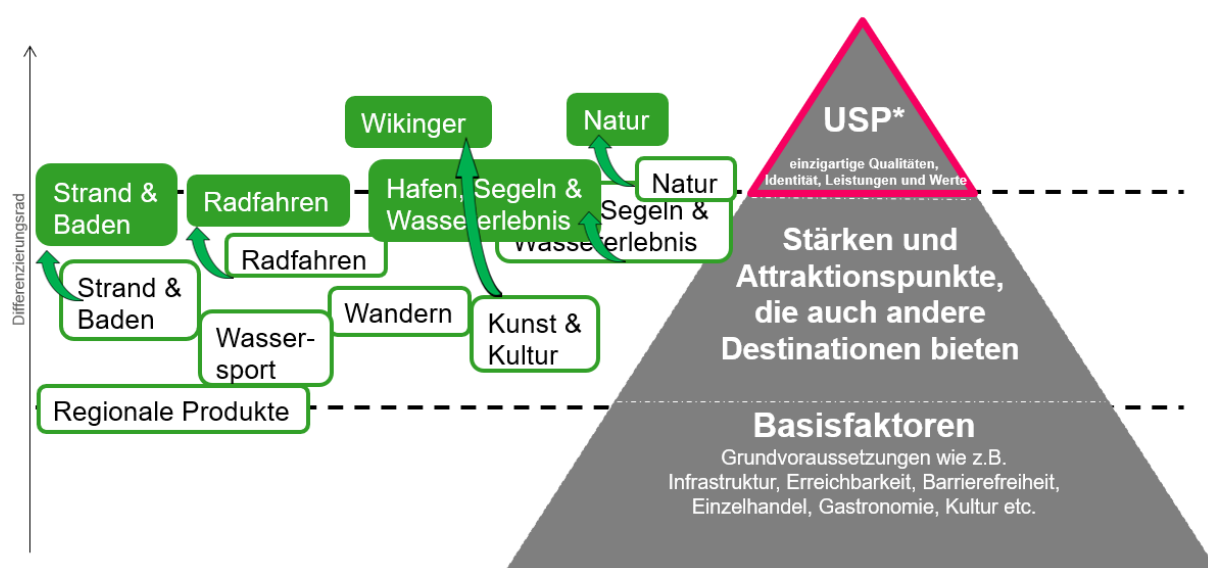 Differenzierungsrad
Wikinger
Natur
Strand &
Baden
Radfahren
Hafen, Segeln &
Wassererlebnis
Natur
Segeln &
Wassererlebnis
Radfahren
Strand &
Baden
Wandern
Wasser-
sport
Kunst &
Kultur
Regionale Produkte
USP*
einzigartige Qualitäten,
Identität, Leistungen und Werte
Stärken und
Attraktionspunkte,
die auch andere
Destinationen bieten
Basisfaktoren
Grundvoraussetzungen wie z.B.
Infrastruktur, Erreichbarkeit, Barrierefreiheit,
Einzelhandel, Gastronomie, Kultur etc.